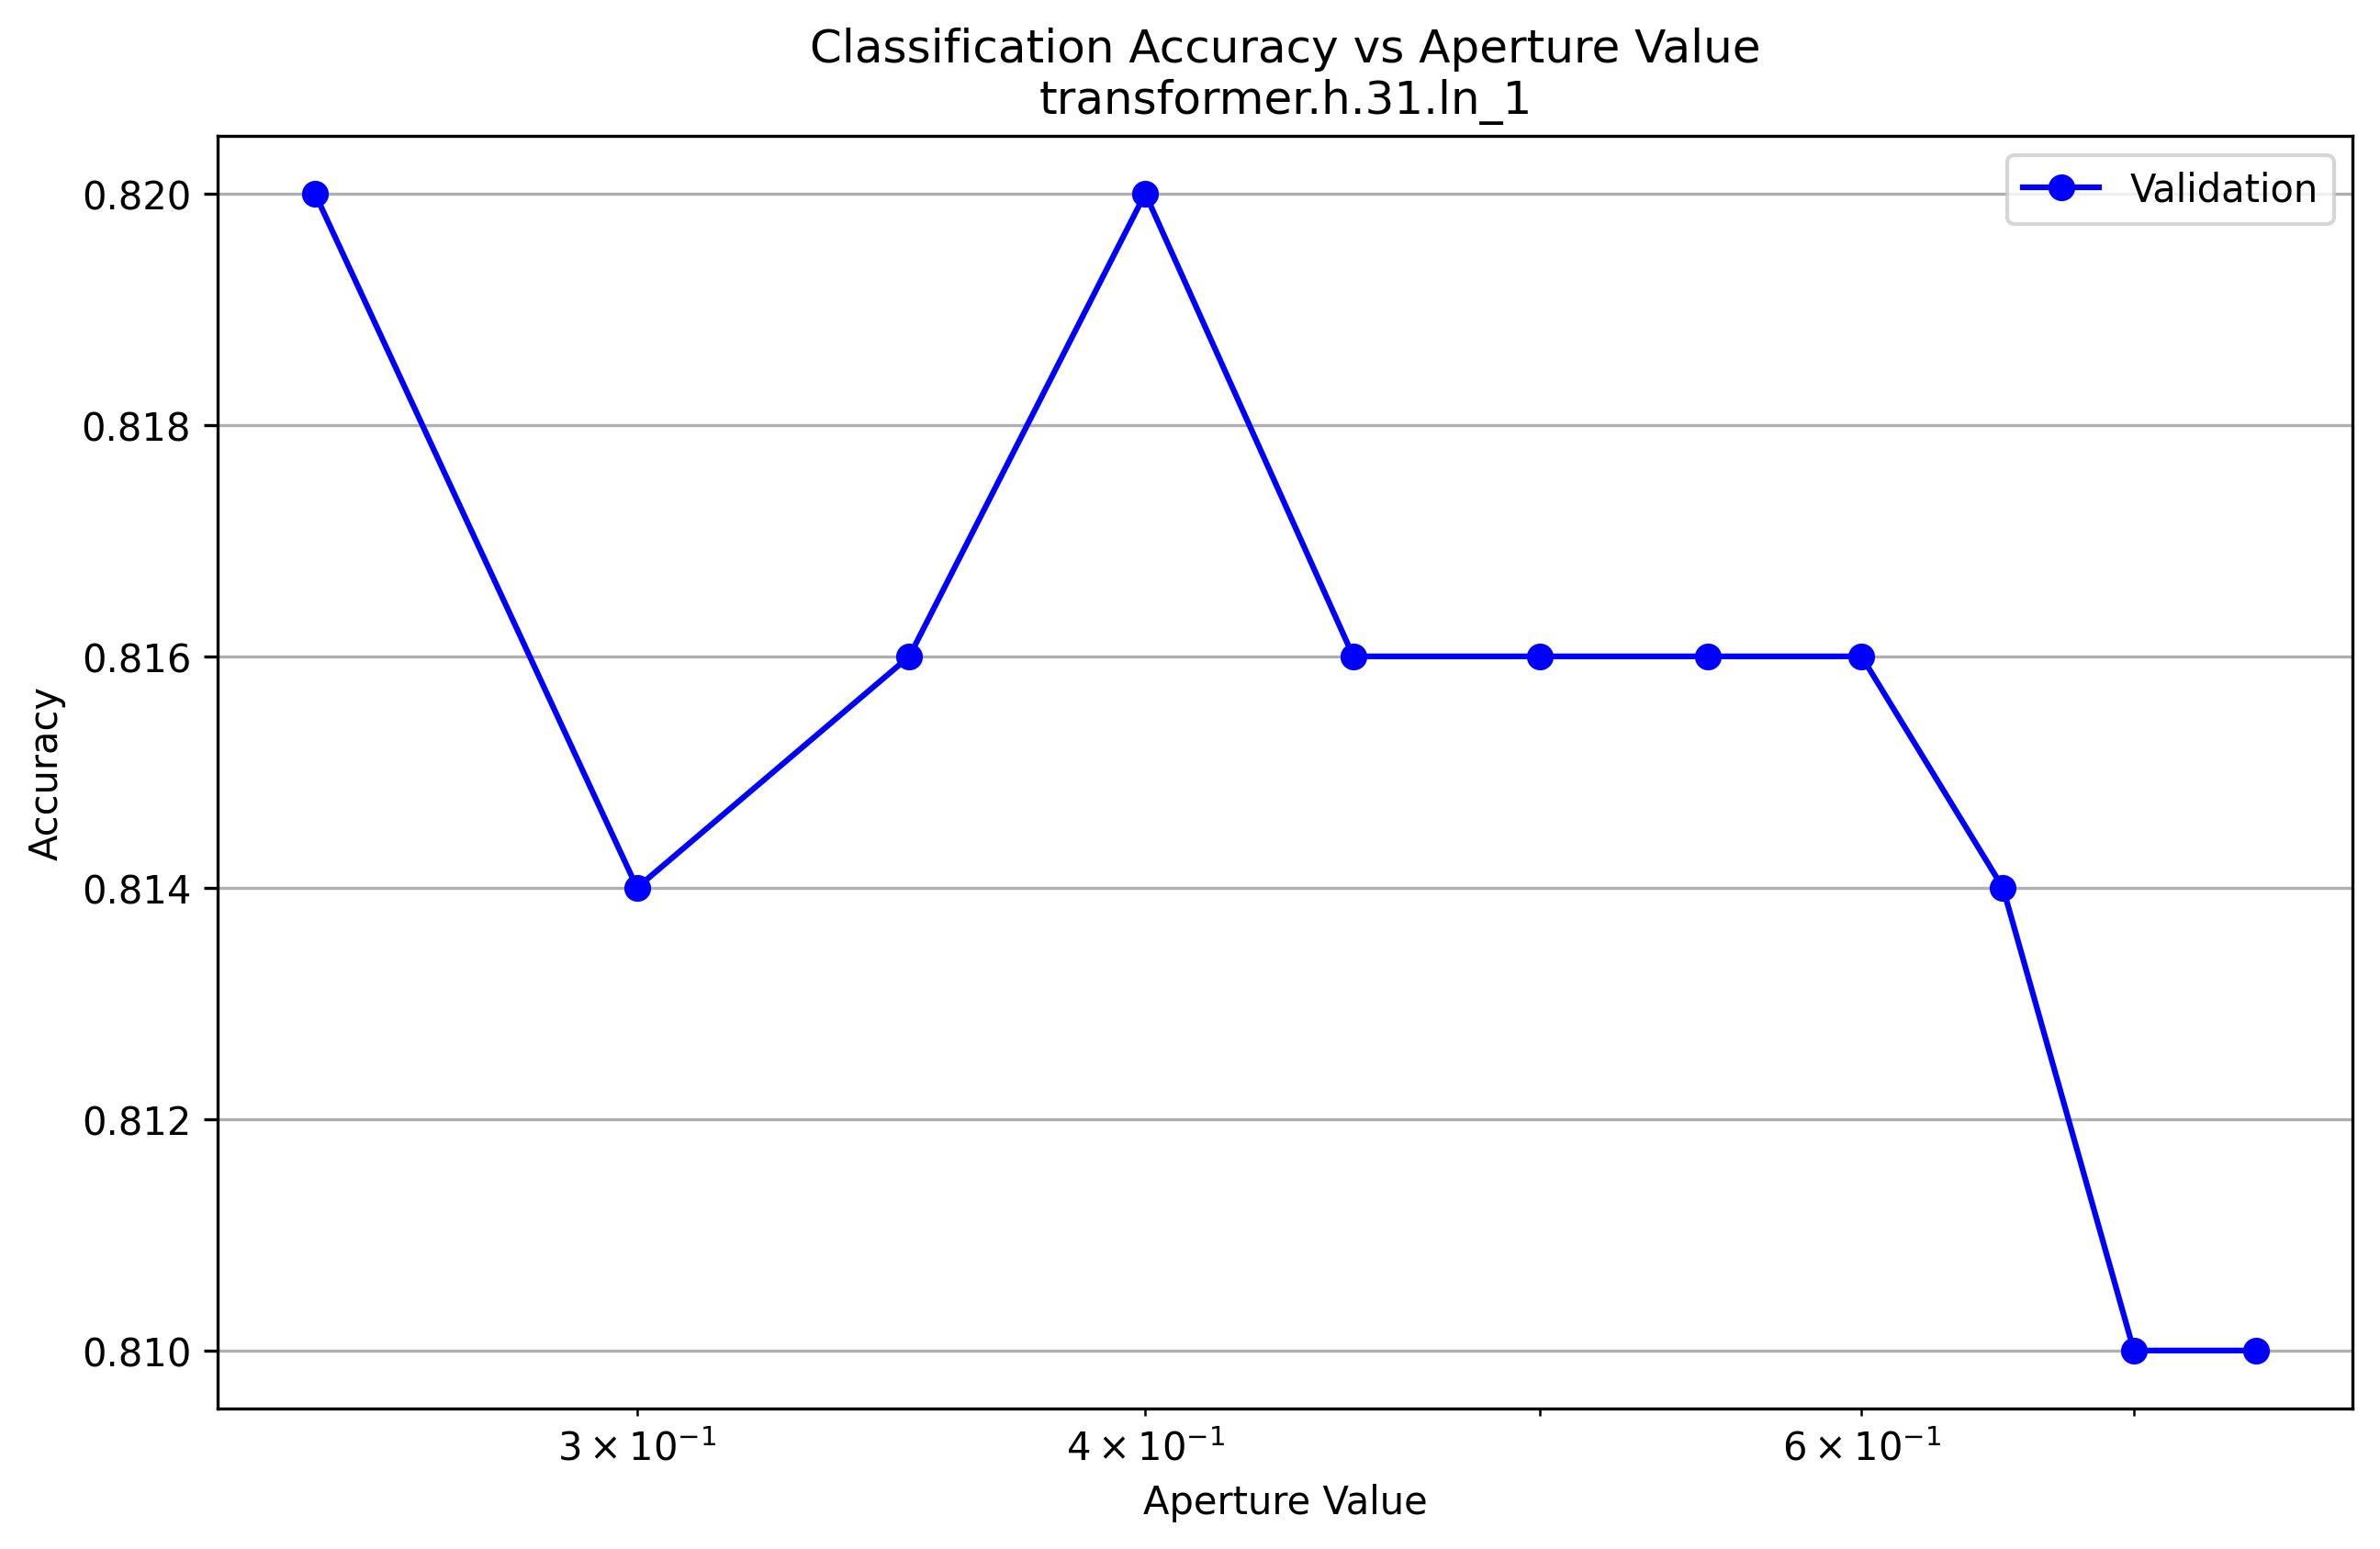 Classification Accuracy vs Aperture Value
transformer.h.31.ln_1
Validation
0.820
0.818
0.816
0.814
0.812
0.810
Accuracy
3 × 10⁻¹
4 × 10⁻¹
6 × 10⁻¹
Aperture Value